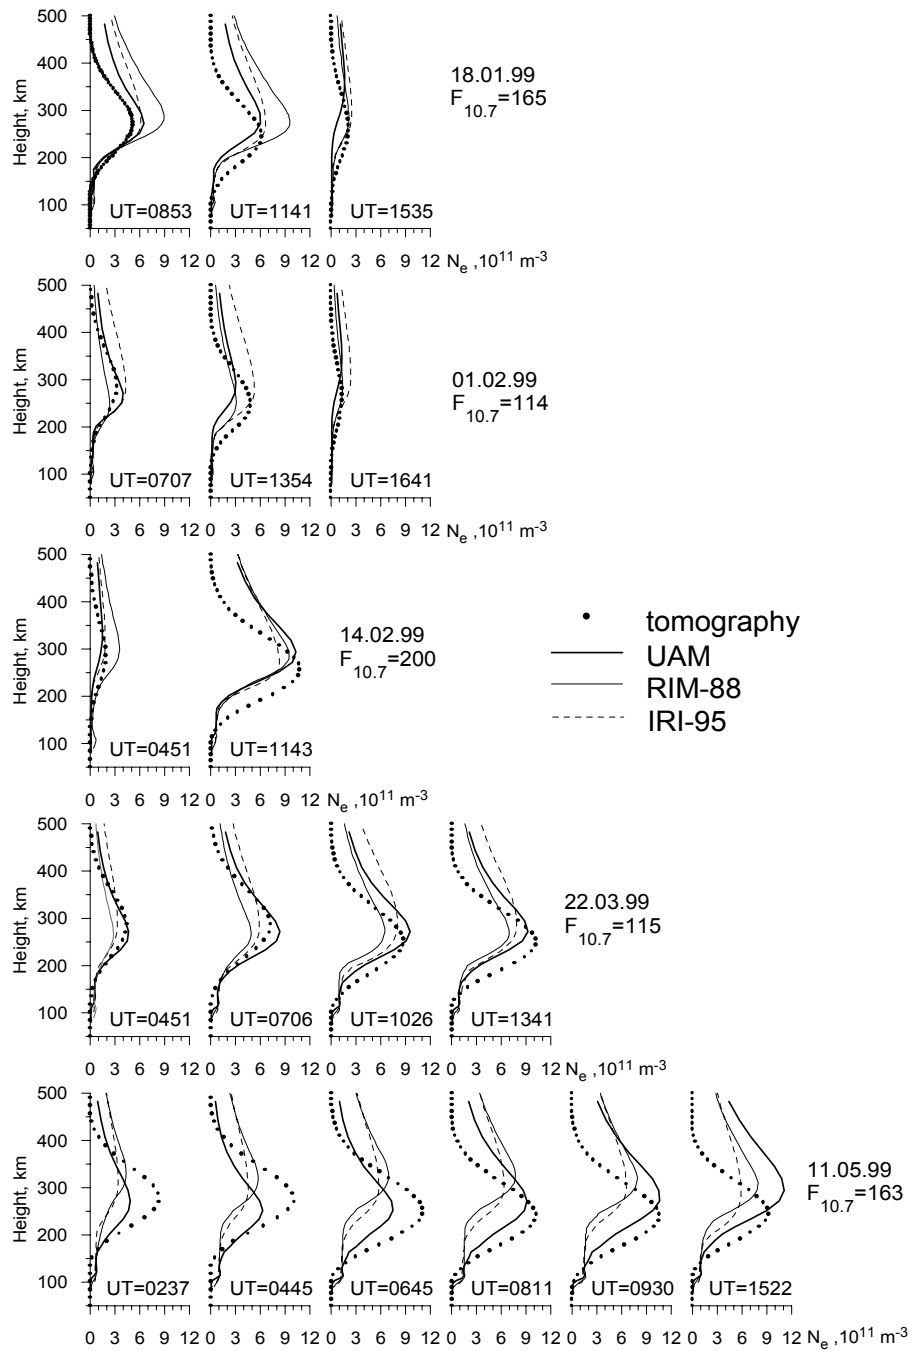 500
400
300
200
100
Height, km
UT=0853 UT=1141 UT=1535
18.01.99
F10.7=165
0 3 6 9 12 0 3 6 9 12 0 3 6 9 12 Ne ,10^11 m^-3
500
400
300
200
100
Height, km
UT=0707 UT=1354 UT=1641
01.02.99
F10.7=114
0 3 6 9 12 0 3 6 9 12 0 3 6 9 12 Ne ,10^11 m^-3
500
400
300
200
100
Height, km
UT=0451 UT=1143
14.02.99
F10.7=200
tomography
UAM
RIM-88
IRI-95
0 3 6 9 12 0 3 6 9 12 Ne ,10^11 m^-3
500
400
300
200
100
Height, km
UT=0451 UT=0706 UT=1026 UT=1341
22.03.99
F10.7=115
0 3 6 9 12 0 3 6 9 12 0 3 6 9 12 0 3 6 9 12 Ne ,10^11 m^-3
500
400
300
200
100
Height, km
UT=0237 UT=0445 UT=0645 UT=0811 UT=0930 UT=1522
11.05.99
F10.7=163
0 3 6 9 12 0 3 6 9 12 0 3 6 9 12 0 3 6 9 12 0 3 6 9 12 0 3 6 9 12 Ne ,10^11 m^-3